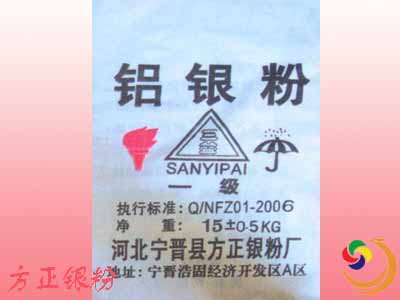 铝银粉
SANYIPAI
一级
执行标准:Q/NFZ01-2006
净重:15±0.5KG
河北宁晋县方正银粉厂
地址:宁晋浩固经济开发区A区
方正银粉